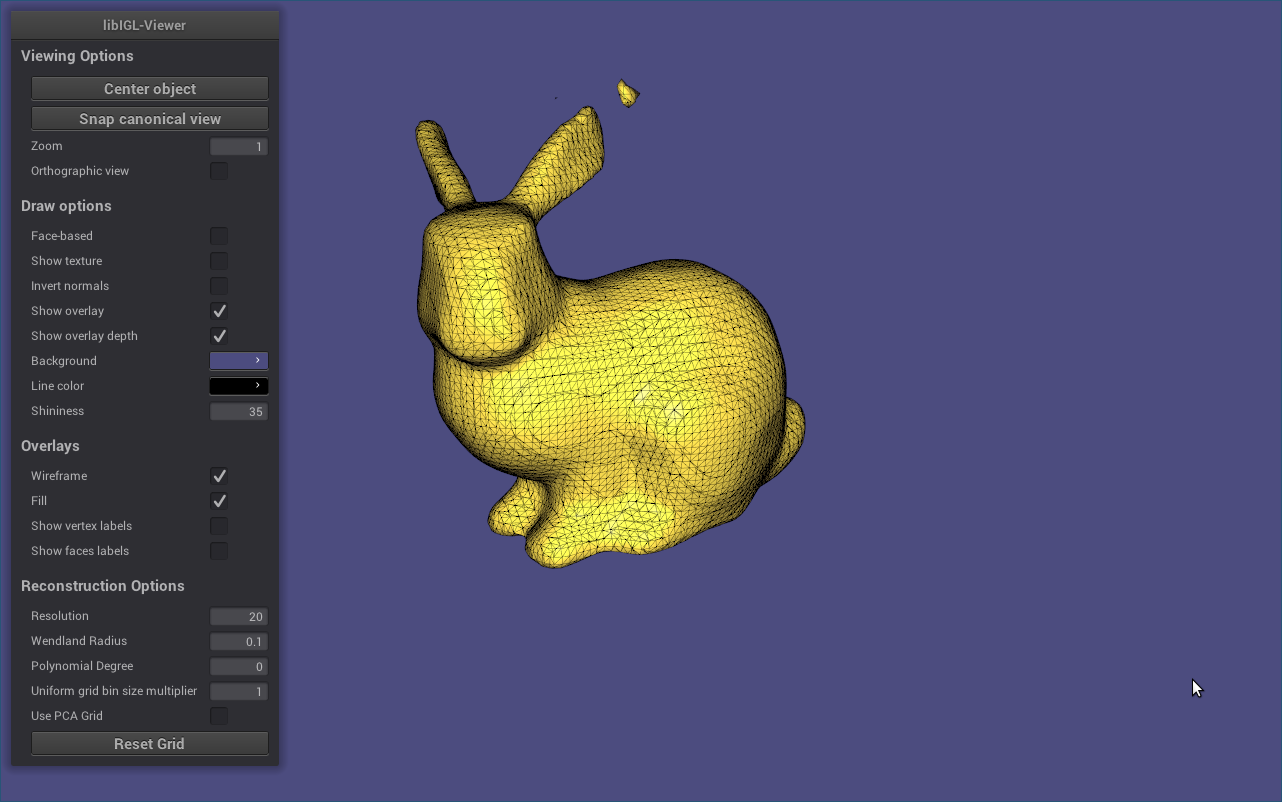 libIGL-Viewer
Viewing Options
Center object
Snap canonical view
Zoom 1
Orthographic view
Draw options
Face-based
Show texture
Invert normals
Show overlay
Show overlay depth
Background
Line color
Shininess 35
Overlays
Wireframe
Fill
Show vertex labels
Show faces labels
Reconstruction Options
Resolution 20
Wendland Radius 0.1
Polynomial Degree 0
Uniform grid bin size multiplier 1
Use PCA Grid
Reset Grid